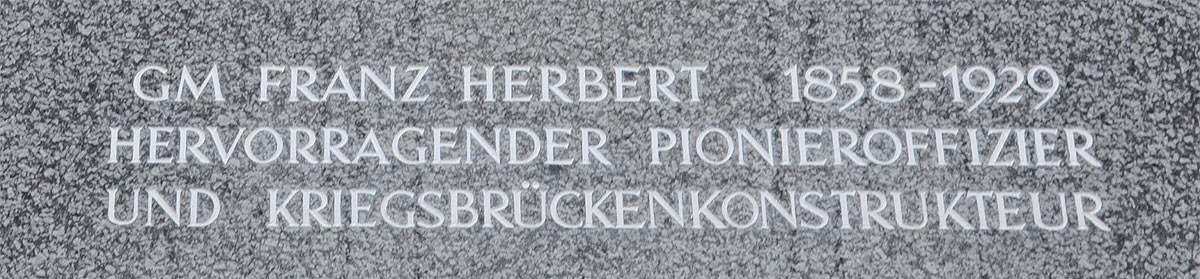 GM FRANZ HERBERT 1858-1929
HERVORRAGENDER PIONIEROFFIZIER
UND KRIEGSBRÜCKENKONSTRUKTEUR